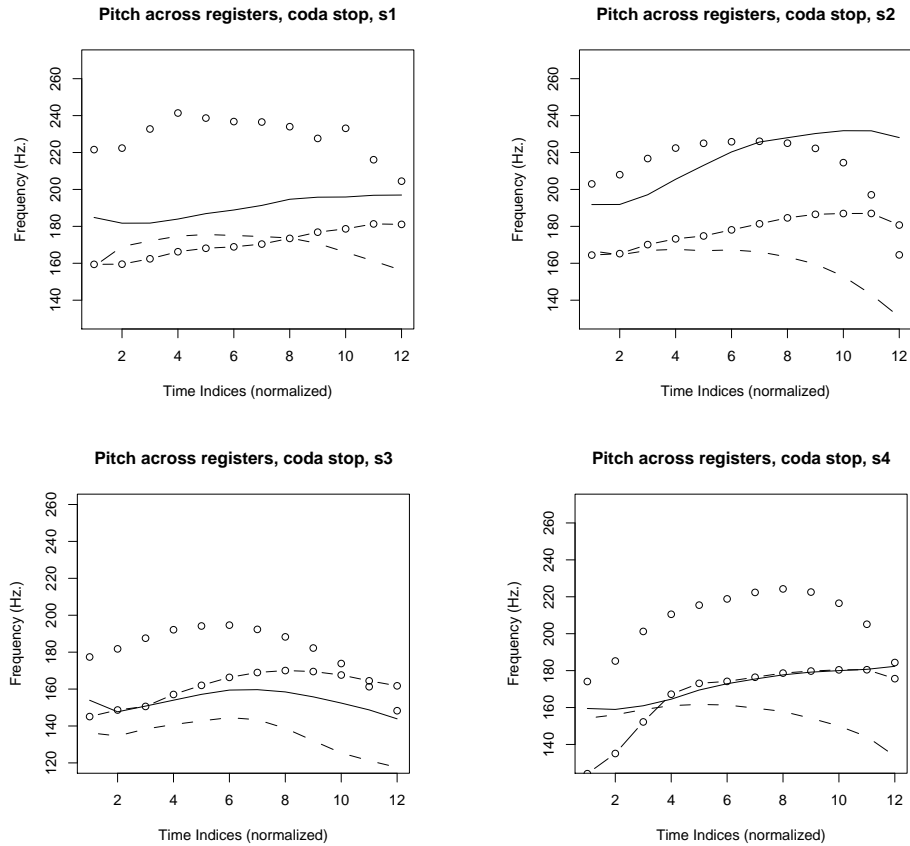 Pitch across registers, coda stop, s1
Frequency (Hz.)
140 160 180 200 220 240 260
2 4 6 8 10 12
Time Indices (normalized)
Pitch across registers, coda stop, s2
Frequency (Hz.)
140 160 180 200 220 240 260
2 4 6 8 10 12
Time Indices (normalized)
Pitch across registers, coda stop, s3
Frequency (Hz.)
120 140 160 180 200 220 240 260
2 4 6 8 10 12
Time Indices (normalized)
Pitch across registers, coda stop, s4
Frequency (Hz.)
140 160 180 200 220 240 260
2 4 6 8 10 12
Time Indices (normalized)